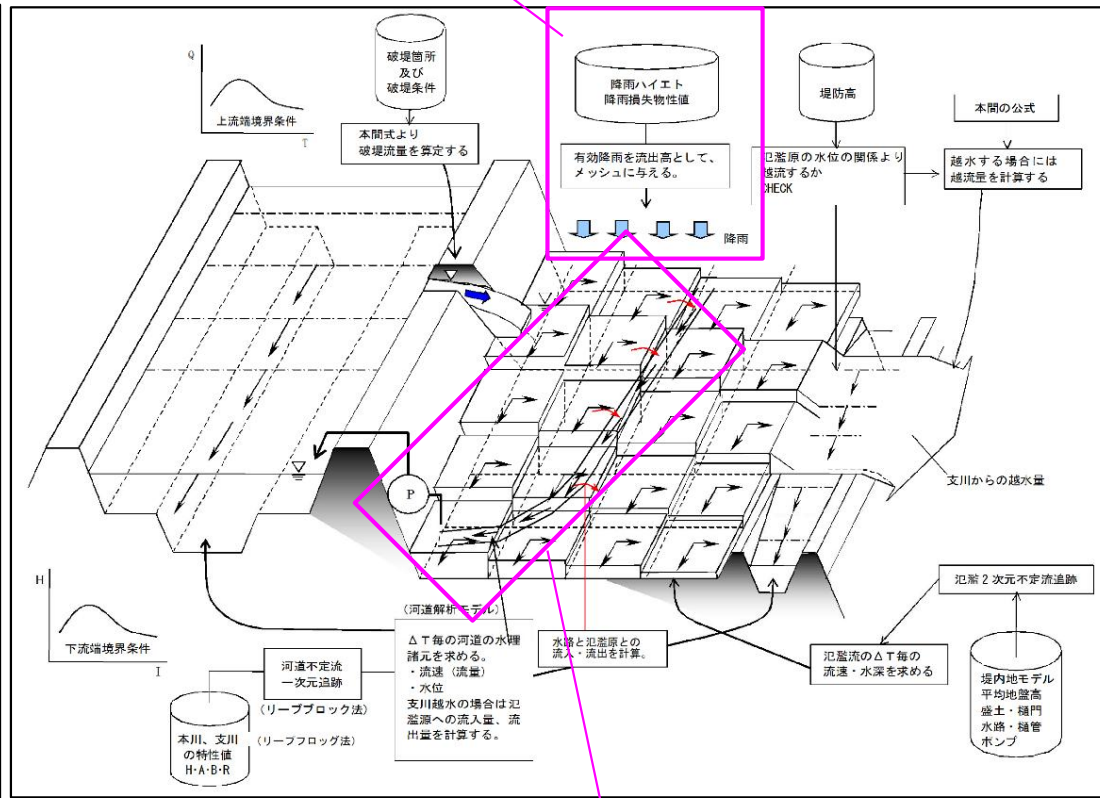 Q
上流端境界条件
T
破堤箇所
及び
破堤条件
本間式より
破堤流量を算定する
降雨ハイエト
降雨損失物性値
有効降雨を流出高として、
メッシュに与える。
降雨
堤防高
氾濫原の水位の関係より
越流するか
CHECK
本間の公式
越水する場合には
越流量を計算する
P
支川からの越水量
H
下流端境界条件
T
河道不定流
一次元追跡
(リープブロック法)
本川、支川
の特性値
H・A・B・R
(リープフロッグ法)
(河道解析モデル)
ΔT毎の河道の水理
諸元を求める。
・流速(流量)
・水位
支川越水の場合は氾
濫源への流入量、流
出量を計算する。
水路と氾濫原との
流入・流出を計算。
氾濫流のΔT毎の
流速・水深を求める
氾濫2次元不定流追跡
堤内地モデル
平均地盤高
盛土・樋門
水路・樋管
ポンプ